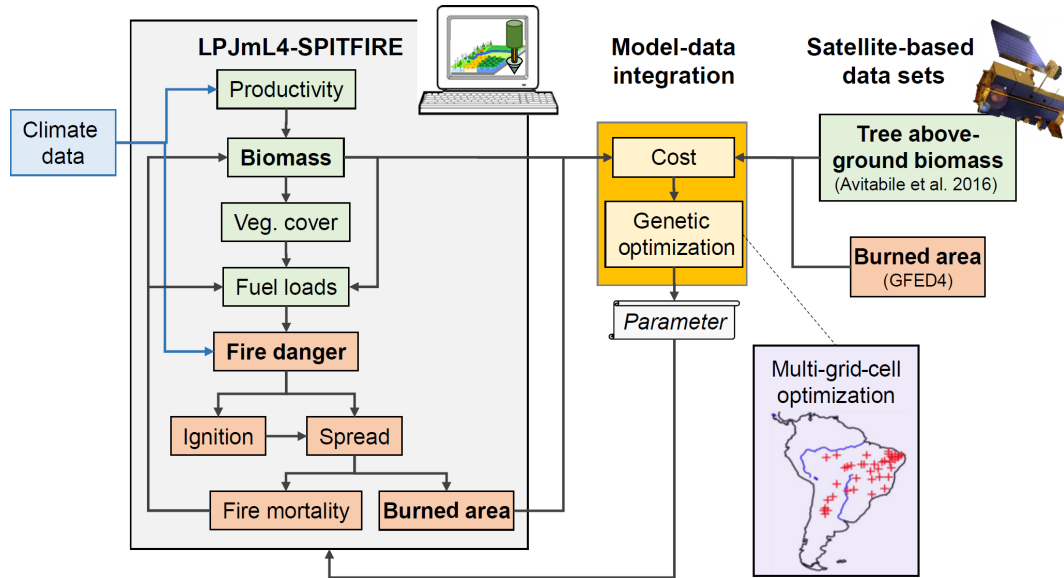 LPJmL4-SPITFIRE
Productivity
Climate
data
Biomass
Veg. cover
Fuel loads
Fire danger
Ignition
Spread
Fire mortality
Burned area
Model-data
integration
Cost
Genetic
optimization
Parameter
Satellite-based
data sets
Tree above-
ground biomass
(Avitabile et al. 2016)
Burned area
(GFED4)
Multi-grid-cell
optimization